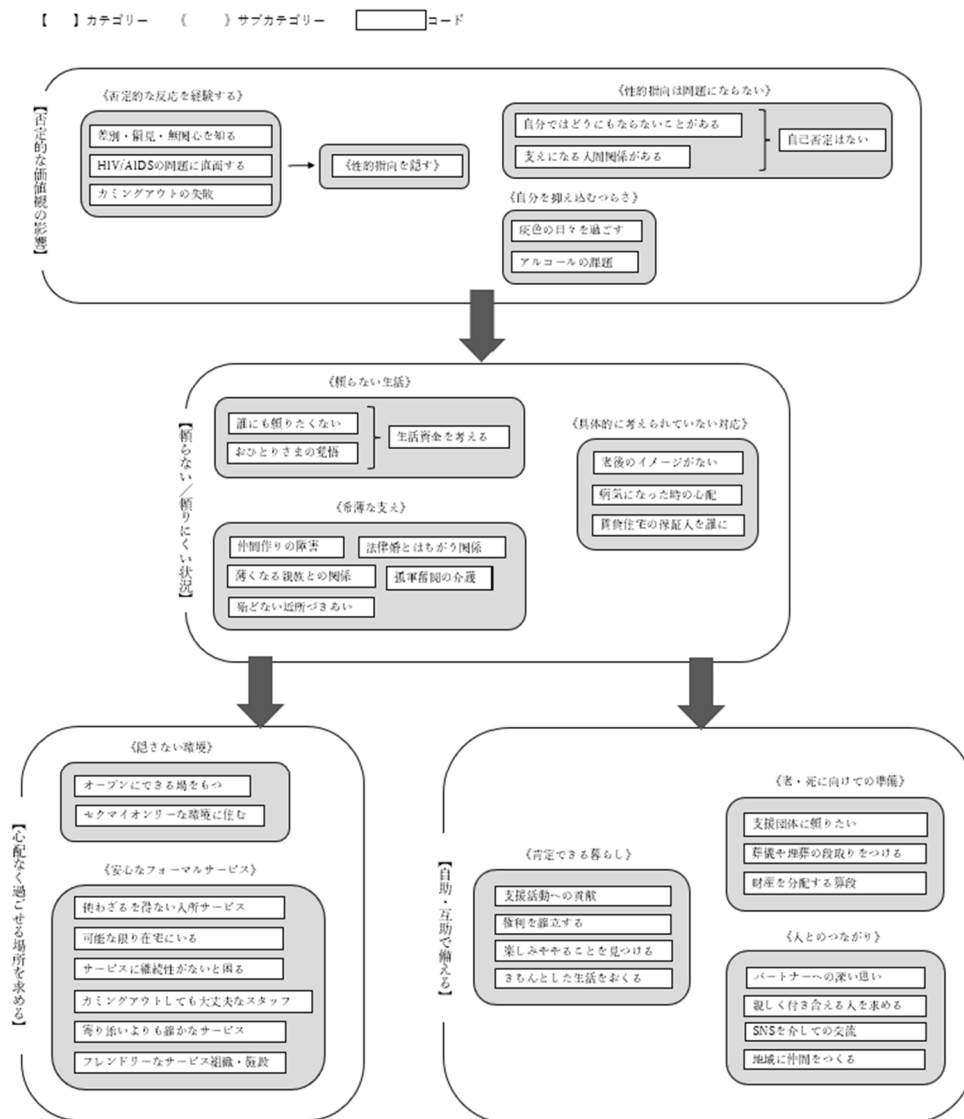 【　　】カテゴリー　　《　　　》サブカテゴリー　　コード
【否定的な価値観の影響】
《否定的な反応を経験する》
差別・偏見・無関心を知る
HIV/AIDSの問題に直面する
カミングアウトの失敗
《性的指向を隠す》
《性的指向は問題にならない》
自分ではどうにもならないことがある
支えになる人間関係がある
自己否定はない
《自分を抑え込むつらさ》
灰色の日々を過ごす
アルコールの課題
【頼らない／頼りにくい状況】
《頼らない生活》
誰にも頼りたくない
おひとりさまの覚悟
生活資金を考える
《希薄な支え》
仲間作りの障害
法律婚とはちがう関係
薄くなる親族との関係
孤軍奮闘の介護
殆どない近所づきあい
《具体的に考えられていない対応》
老後のイメージがない
病気になった時の心配
賃貸住宅の保証人を誰に
【心配なく過ごせる場所を求める】
《隠さない環境》
オープンにできる場をもつ
セクマイオンリーな環境に住む
《安心なフォーマルサービス》
使わざるを得ない入所サービス
可能な限り在宅にいる
サービスに継続性がないと困る
カミングアウトしても大丈夫なスタッフ
寄り添いよりも確かなサービス
フレンドリーなサービス組織・施設
【自助・互助で備える】
《肯定できる暮らし》
支援活動への貢献
権利を確立する
楽しみややることを見つける
きちんとした生活をおくる
《老・死に向けての準備》
支援団体に頼りたい
葬儀や埋葬の段取りをつける
財産を分配する算段
《人とのつながり》
パートナーへの深い思い
親しく付き合える人を求める
SNSを介しての交流
地域に仲間をつくる